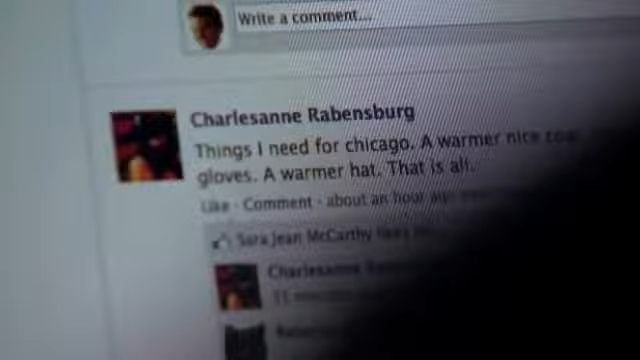 Write a comment...
Charlesanne Rabensburg
Things I need for chicago. A warmer nice
gloves. A warmer hat. That is all.
Like · Comment · about an hour ago
Sara Jean McCarthy likes
Charlesanne